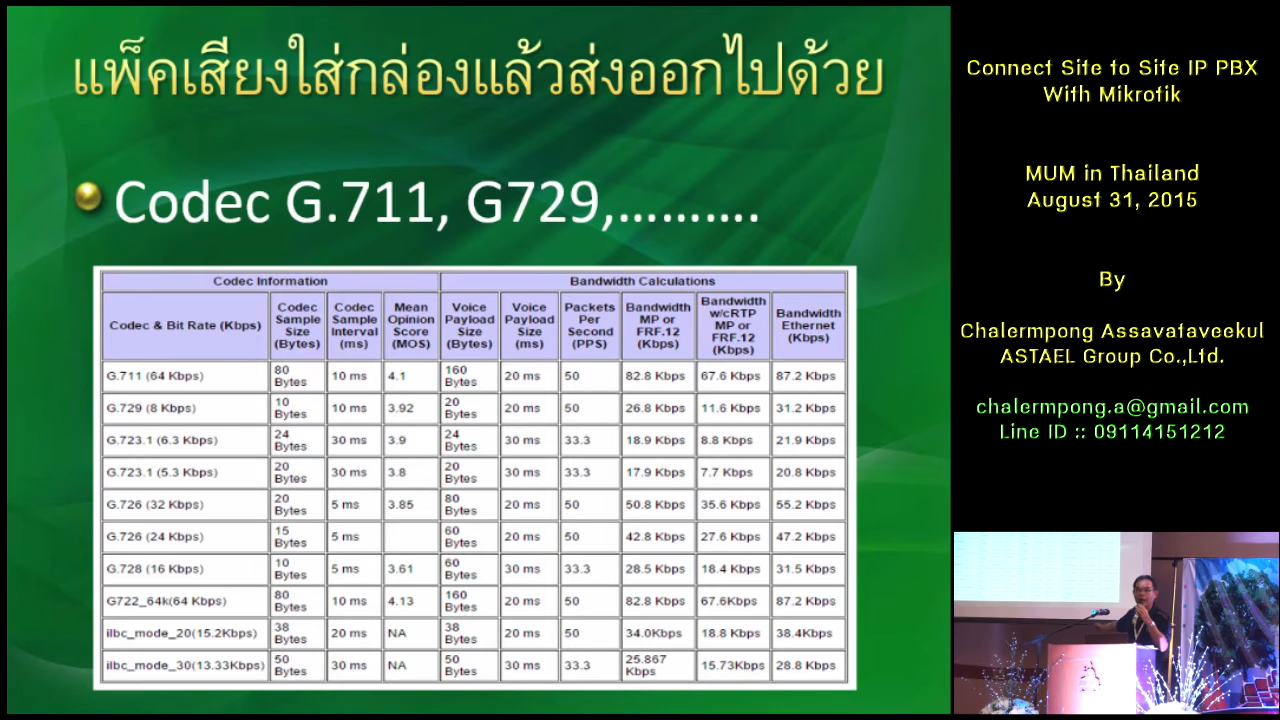 แพ็คเสียงใส่กล่องแล้วส่งออกไปด้วย
Codec G.711, G729,……….
Codec Information Bandwidth Calculations
Codec & Bit Rate (Kbps) Codec Sample Size (Bytes) Codec Sample Interval (ms) Mean Opinion Score (MOS) Voice Payload Size (Bytes) Voice Payload Size (ms) Packets Per Second (PPS) Bandwidth MP or FRF.12 (Kbps) Bandwidth w/cRTP MP or FRF.12 (Kbps) Bandwidth Ethernet (Kbps)
G.711 (64 Kbps) 80 Bytes 10 ms 4.1 160 Bytes 20 ms 50 82.8 Kbps 67.6 Kbps 87.2 Kbps
G.729 (8 Kbps) 10 Bytes 10 ms 3.92 20 Bytes 20 ms 50 26.8 Kbps 11.6 Kbps 31.2 Kbps
G.723.1 (6.3 Kbps) 24 Bytes 30 ms 3.9 24 Bytes 30 ms 33.3 18.9 Kbps 8.8 Kbps 21.9 Kbps
G.723.1 (5.3 Kbps) 20 Bytes 30 ms 3.8 20 Bytes 30 ms 33.3 17.9 Kbps 7.7 Kbps 20.8 Kbps
G.726 (32 Kbps) 20 Bytes 5 ms 3.85 80 Bytes 20 ms 50 50.8 Kbps 35.6 Kbps 55.2 Kbps
G.726 (24 Kbps) 15 Bytes 5 ms 60 Bytes 20 ms 50 42.8 Kbps 27.6 Kbps 47.2 Kbps
G.728 (16 Kbps) 10 Bytes 5 ms 3.61 60 Bytes 30 ms 33.3 28.5 Kbps 18.4 Kbps 31.5 Kbps
G722_64k(64 Kbps) 80 Bytes 10 ms 4.13 160 Bytes 20 ms 50 82.8 Kbps 67.6Kbps 87.2 Kbps
ilbc_mode_20(15.2Kbps) 38 Bytes 20 ms NA 38 Bytes 20 ms 50 34.0Kbps 18.8 Kbps 38.4Kbps
ilbc_mode_30(13.33Kbps) 50 Bytes 30 ms NA 50 Bytes 30 ms 33.3 25.867 Kbps 15.73Kbps 28.8 Kbps
Connect Site to Site IP PBX
With Mikrotik
MUM in Thailand
August 31, 2015
By
Chalermpong Assavataveekul
ASTAEL Group Co.,Ltd.
chalermpong.a@gmail.com
Line ID :: 09114151212